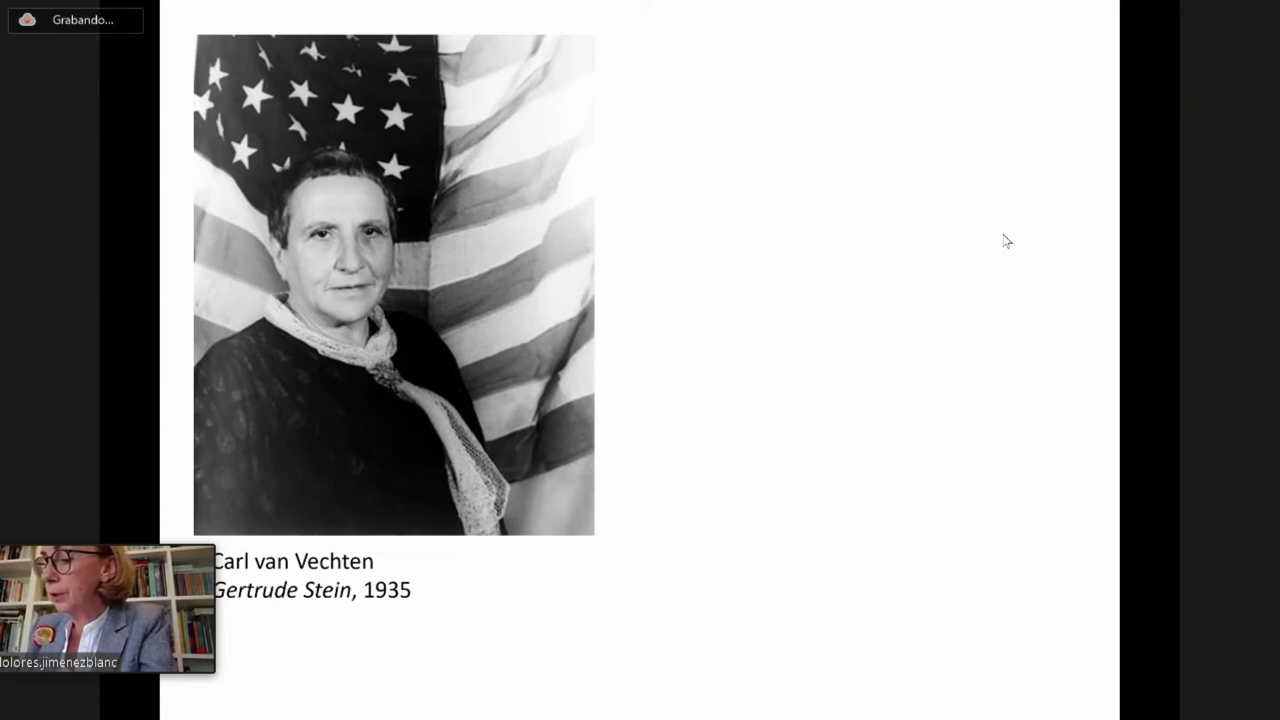 Grabando...
Carl van Vechten
Gertrude Stein, 1935
dolores.jimenezblanc